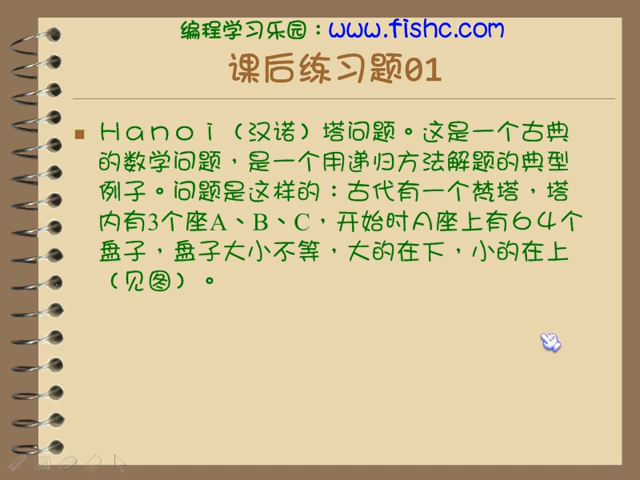 编程学习乐园：www.fishc.com
课后练习题01
Ｈａｎｏｉ（汉诺）塔问题。这是一个古典
的数学问题，是一个用递归方法解题的典型
例子。问题是这样的：古代有一个梵塔，塔
内有3个座A、B、C，开始时Ａ座上有６４个
盘子，盘子大小不等，大的在下，小的在上
（见图）。